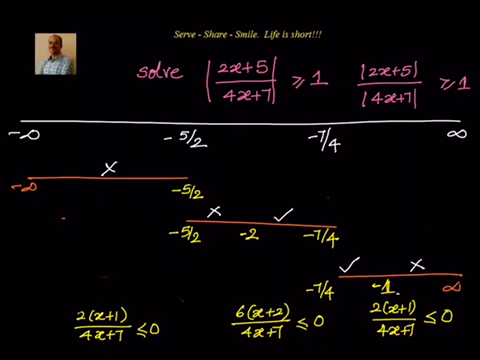 Serve - Share - Smile. Life is short!!!
solve |2x+5 / 4x+7| ≥ 1 |2x+5| / |4x+7| ≥ 1
-∞ -5/2 -7/4 ∞
×
-∞ -5/2
× ✓
-5/2 -2 -7/4
✓ ×
-7/4 -1 ∞
2(x+1) / 4x+7 ≤ 0 6(x+2) / 4x+7 ≤ 0 2(x+1) / 4x+7 ≤ 0